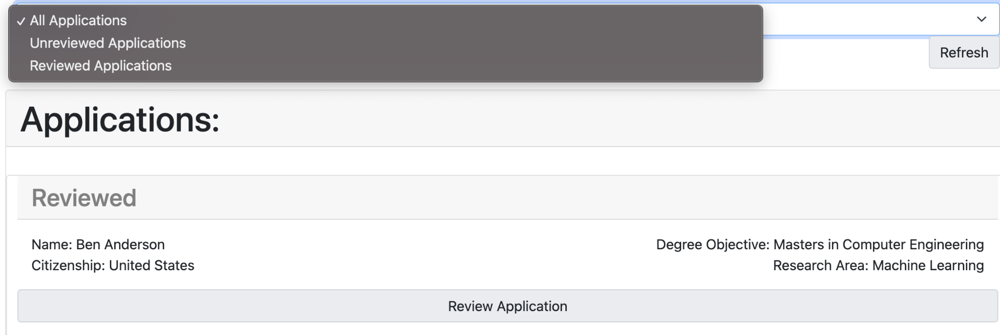 ✓ All Applications
Unreviewed Applications
Reviewed Applications
Refresh
Applications:
Reviewed
Name: Ben Anderson
Degree Objective: Masters in Computer Engineering
Citizenship: United States
Research Area: Machine Learning
Review Application